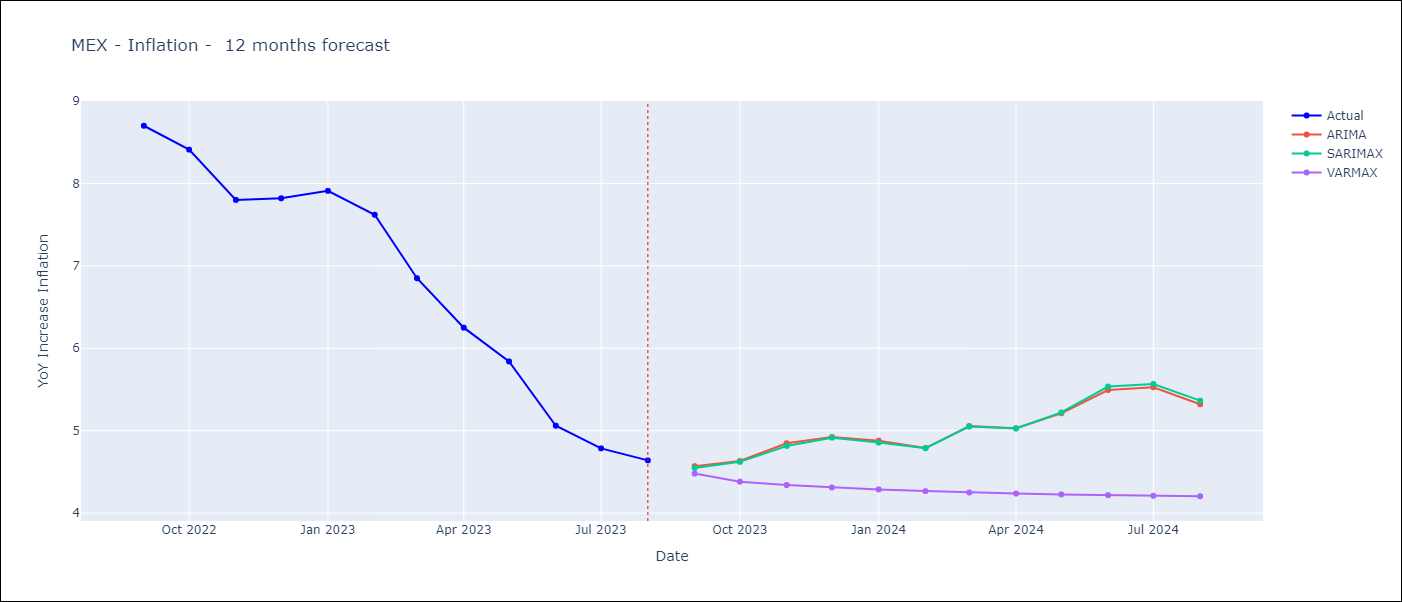 MEX - Inflation -  12 months forecast
9
8
7
6
5
4
YoY Increase Inflation
Oct 2022
Jan 2023
Apr 2023
Jul 2023
Oct 2023
Jan 2024
Apr 2024
Jul 2024
Date
Actual
ARIMA
SARIMAX
VARMAX